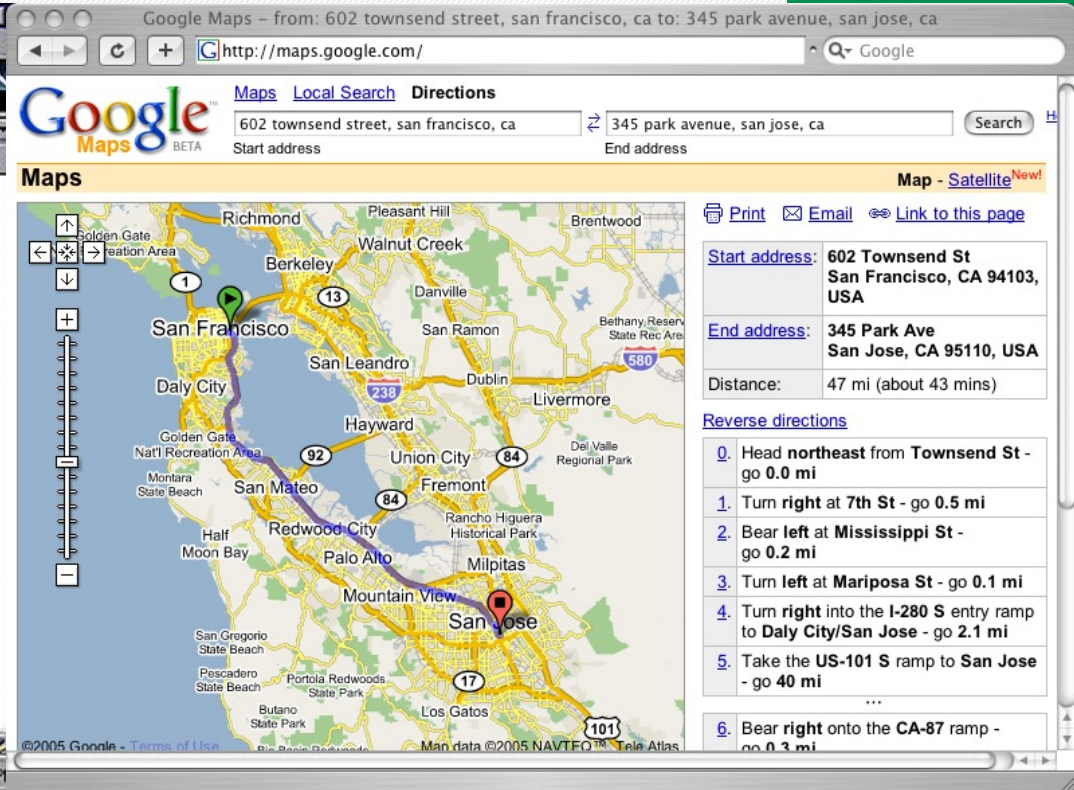 Google Maps – from: 602 townsend street, san francisco, ca to: 345 park avenue, san jose, ca
http://maps.google.com/
Google
Maps Local Search Directions
Google Maps BETA
602 townsend street, san francisco, ca
345 park avenue, san jose, ca
Search
Start address
End address
Maps
Map - Satellite New!
Print Email Link to this page
Start address: 602 Townsend St
San Francisco, CA 94103,
USA
End address: 345 Park Ave
San Jose, CA 95110, USA
Distance: 47 mi (about 43 mins)
Reverse directions
0. Head northeast from Townsend St -
go 0.0 mi
1. Turn right at 7th St - go 0.5 mi
2. Bear left at Mississippi St -
go 0.2 mi
3. Turn left at Mariposa St - go 0.1 mi
4. Turn right into the I-280 S entry ramp
to Daly City/San Jose - go 2.1 mi
5. Take the US-101 S ramp to San Jose
- go 40 mi
...
6. Bear right onto the CA-87 ramp -
go 0.3 mi
Richmond
Pleasant Hill
Brentwood
Golden Gate
Walnut Creek
Berkeley
1
13
Danville
San Francisco
San Ramon
Bethany Reserv
State Rec Area
580
San Leandro
Daly City
238
Dublin
Livermore
Hayward
Golden Gate
Nat'l Recreation Area
92
Union City
84
Del Valle
Regional Park
Montara
State Beach
San Mateo
Fremont
84
Half
Moon Bay
Redwood City
Rancho Higuera
Historical Park
Palo Alto
Milpitas
Mountain View
San Jose
San Gregorio
State Beach
Pescadero
State Beach
Portola Redwoods
State Park
17
Butano
State Park
Los Gatos
101
©2005 Google - Terms of Use
Map data ©2005 NAVTEQ™, Tele Atlas